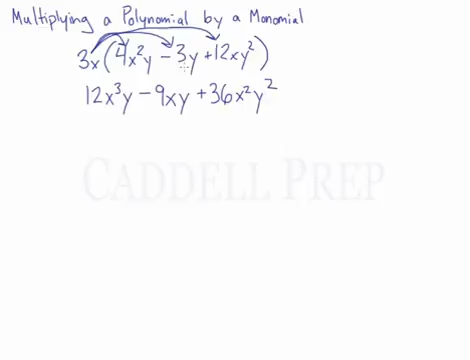 Multiplying a Polynomial by a Monomial
3x(4x²y - 3y + 12xy²)
12x³y - 9xy + 36x²y²
CADDELL PREP